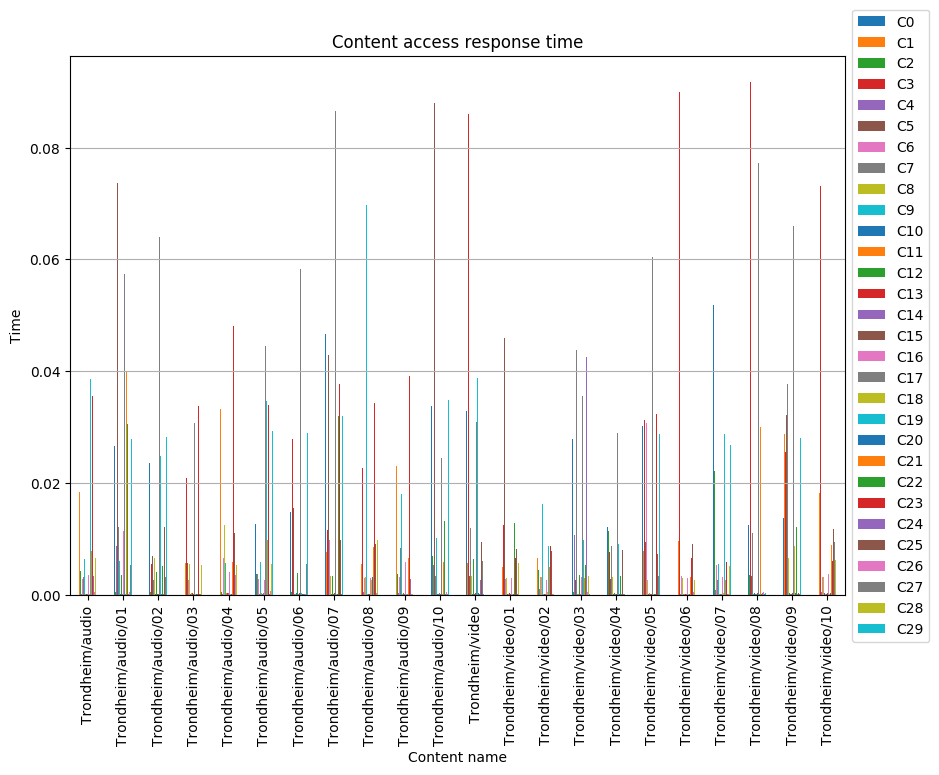 Content access response time
Time
0.08
0.06
0.04
0.02
0.00
Trondheim/audio
Trondheim/audio/01
Trondheim/audio/02
Trondheim/audio/03
Trondheim/audio/04
Trondheim/audio/05
Trondheim/audio/06
Trondheim/audio/07
Trondheim/audio/08
Trondheim/audio/09
Trondheim/audio/10
Trondheim/video
Trondheim/video/01
Trondheim/video/02
Trondheim/video/03
Trondheim/video/04
Trondheim/video/05
Trondheim/video/06
Trondheim/video/07
Trondheim/video/08
Trondheim/video/09
Trondheim/video/10
Content name
C0
C1
C2
C3
C4
C5
C6
C7
C8
C9
C10
C11
C12
C13
C14
C15
C16
C17
C18
C19
C20
C21
C22
C23
C24
C25
C26
C27
C28
C29